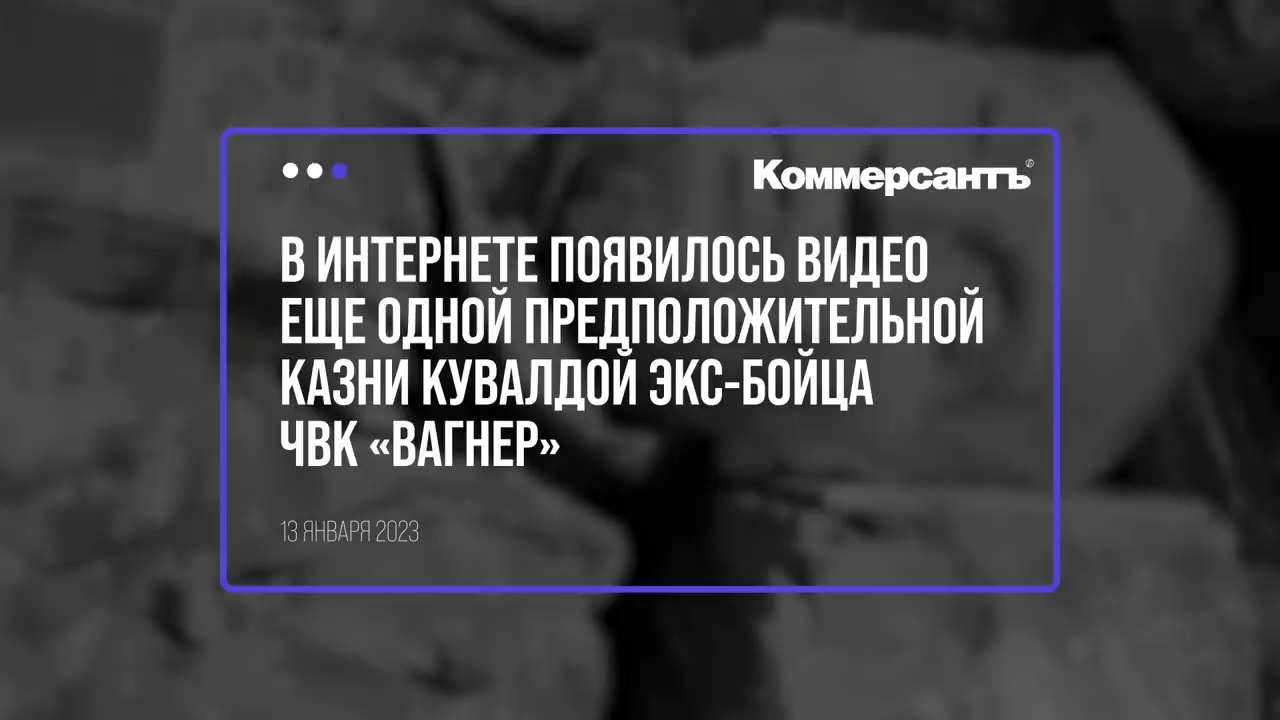 Коммерсантъ®
В ИНТЕРНЕТЕ ПОЯВИЛОСЬ ВИДЕО
ЕЩЕ ОДНОЙ ПРЕДПОЛОЖИТЕЛЬНОЙ
КАЗНИ КУВАЛДОЙ ЭКС-БОЙЦА
ЧВК «ВАГНЕР»
13 ЯНВАРЯ 2023